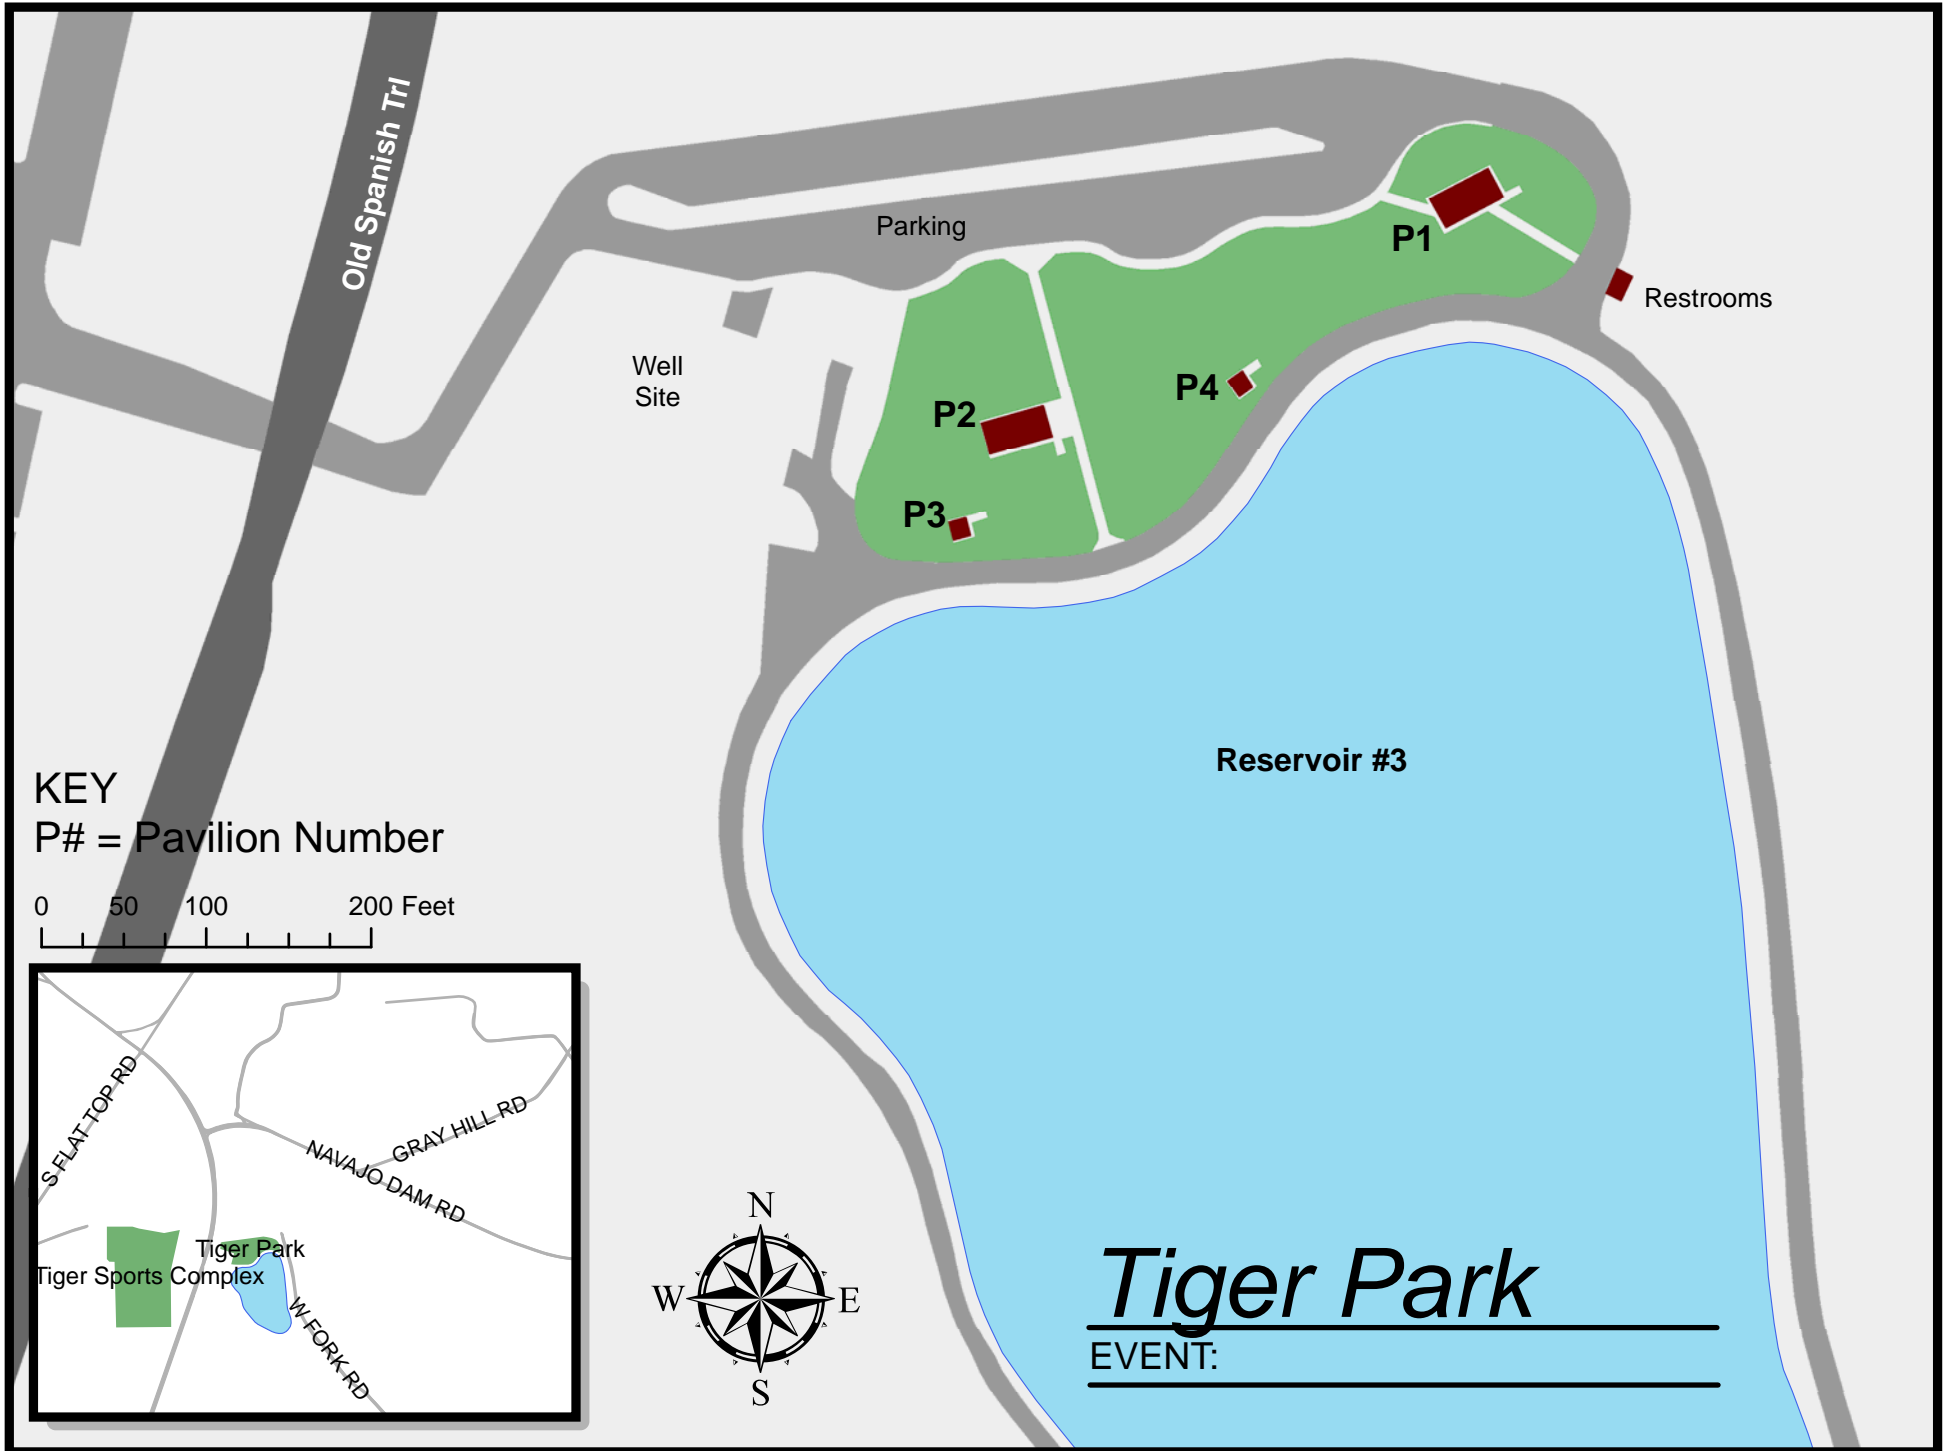 Old Spanish Trl
Parking
P1
Restrooms
Well
Site
P4
P2
P3
Reservoir #3
KEY
P# = Pavilion Number
0 50 100 200 Feet
S FLAT TOP RD
GRAY HILL RD
NAVAJO DAM RD
Tiger Park
Tiger Sports Complex
W FORK RD
N
W E
S
Tiger Park
EVENT: